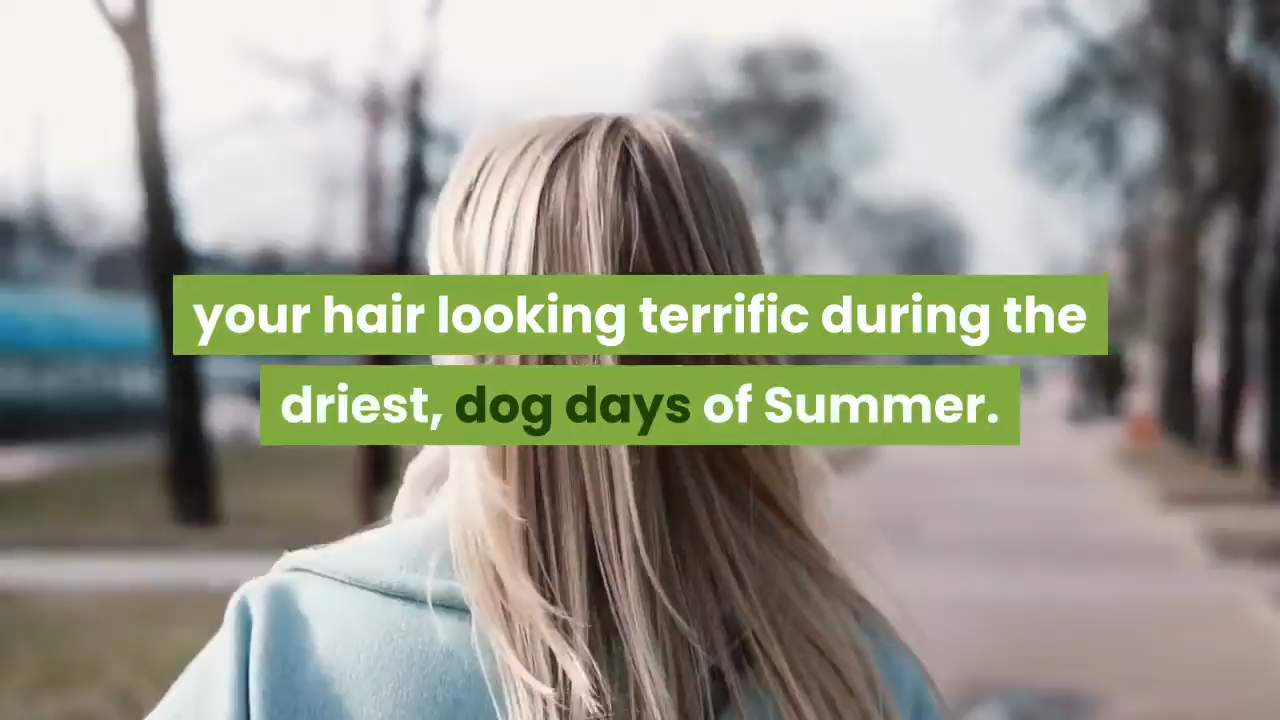 your hair looking terrific during the
driest, dog days of Summer.